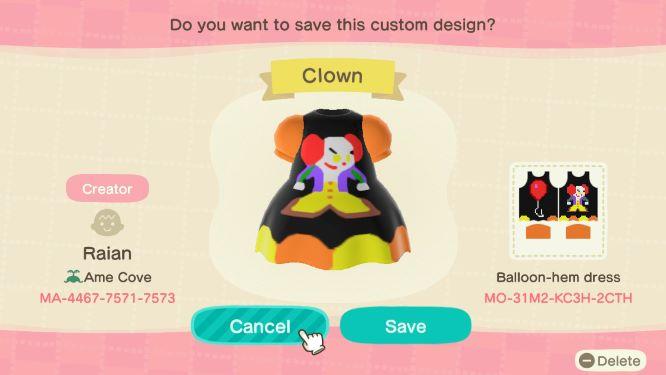 Do you want to save this custom design?
Clown
Creator
Raian
Ame Cove
MA-4467-7571-7573
Balloon-hem dress
MO-31M2-KC3H-2CTH
Cancel
Save
Delete